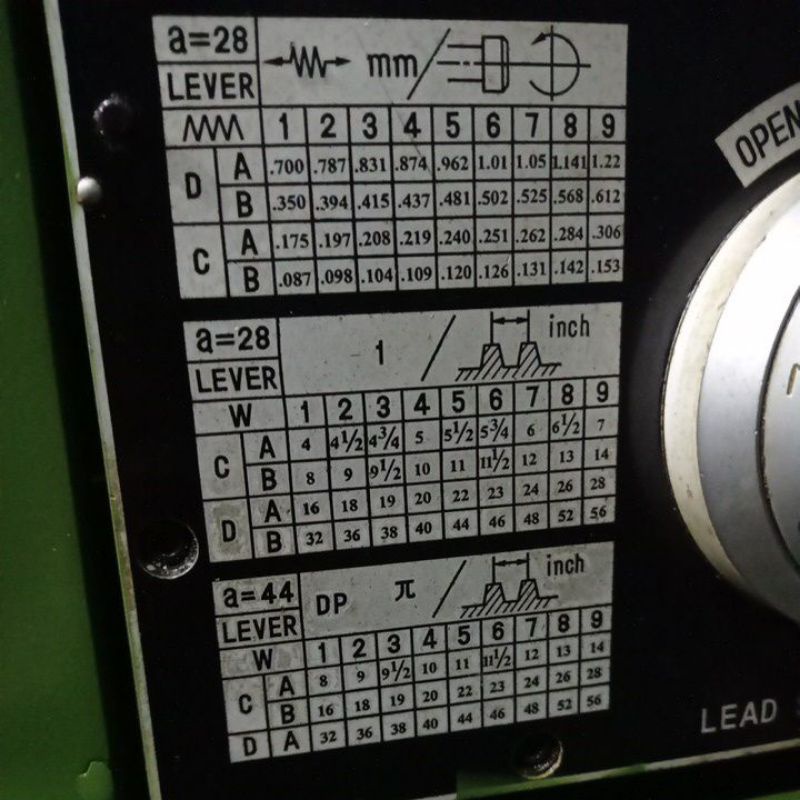 a=28 mm/
LEVER
1 2 3 4 5 6 7 8 9
D A .700 .787 .831 .874 .962 1.01 1.05 1.141 1.22
B .350 .394 .415 .437 .481 .502 .525 .568 .612
C A .175 .197 .208 .219 .240 .251 .262 .284 .306
B .087 .098 .104 .109 .120 .126 .131 .142 .153
OPEN
a=28 1 / inch
LEVER
W 1 2 3 4 5 6 7 8 9
C A 4 4½ 4¾ 5 5½ 5¾ 6 6½ 7
B 8 9 9½ 10 11 11½ 12 13 14
D A 16 18 19 20 22 23 24 26 28
B 32 36 38 40 44 46 48 52 56
a=44 DP π / inch
LEVER
W 1 2 3 4 5 6 7 8 9
C A 8 9 9½ 10 11 11½ 12 13 14
B 16 18 19 20 22 23 24 26 28
D A 32 36 38 40 44 46 48 52 56
LEAD